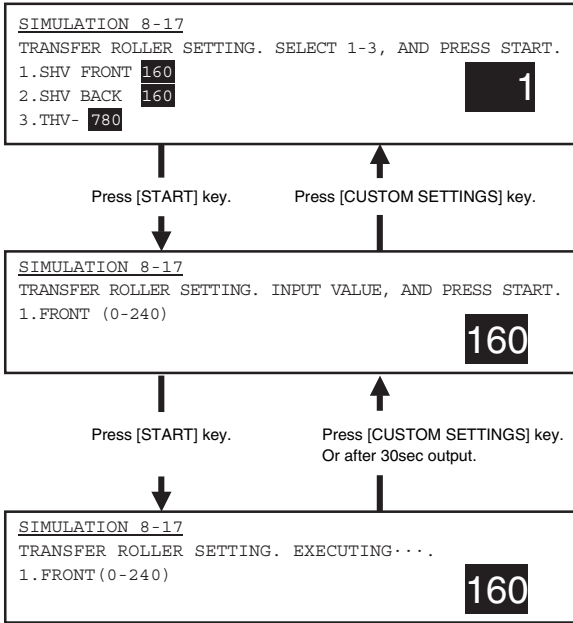 SIMULATION 8-17
TRANSFER ROLLER SETTING. SELECT 1-3, AND PRESS START.
1.SHV FRONT 160
2.SHV BACK 160
3.THV- 780
1
Press [START] key.
Press [CUSTOM SETTINGS] key.
SIMULATION 8-17
TRANSFER ROLLER SETTING. INPUT VALUE, AND PRESS START.
1.FRONT (0-240)
160
Press [START] key.
Press [CUSTOM SETTINGS] key.
Or after 30sec output.
SIMULATION 8-17
TRANSFER ROLLER SETTING. EXECUTING···.
1.FRONT(0-240)
160